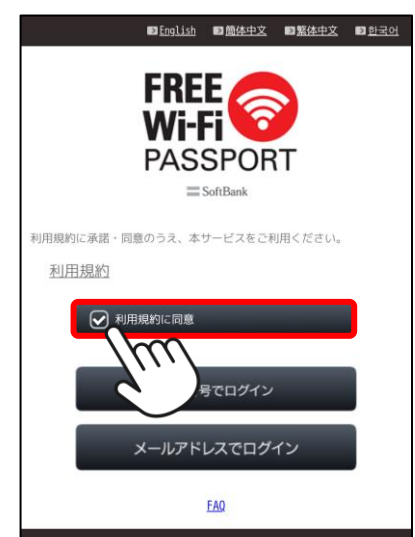 English 簡体中文 繁体中文 한국어
FREE
Wi-Fi
PASSPORT
SoftBank
利用規約に承諾・同意のうえ、本サービスをご利用ください。
利用規約
利用規約に同意
号でログイン
メールアドレスでログイン
FAQ